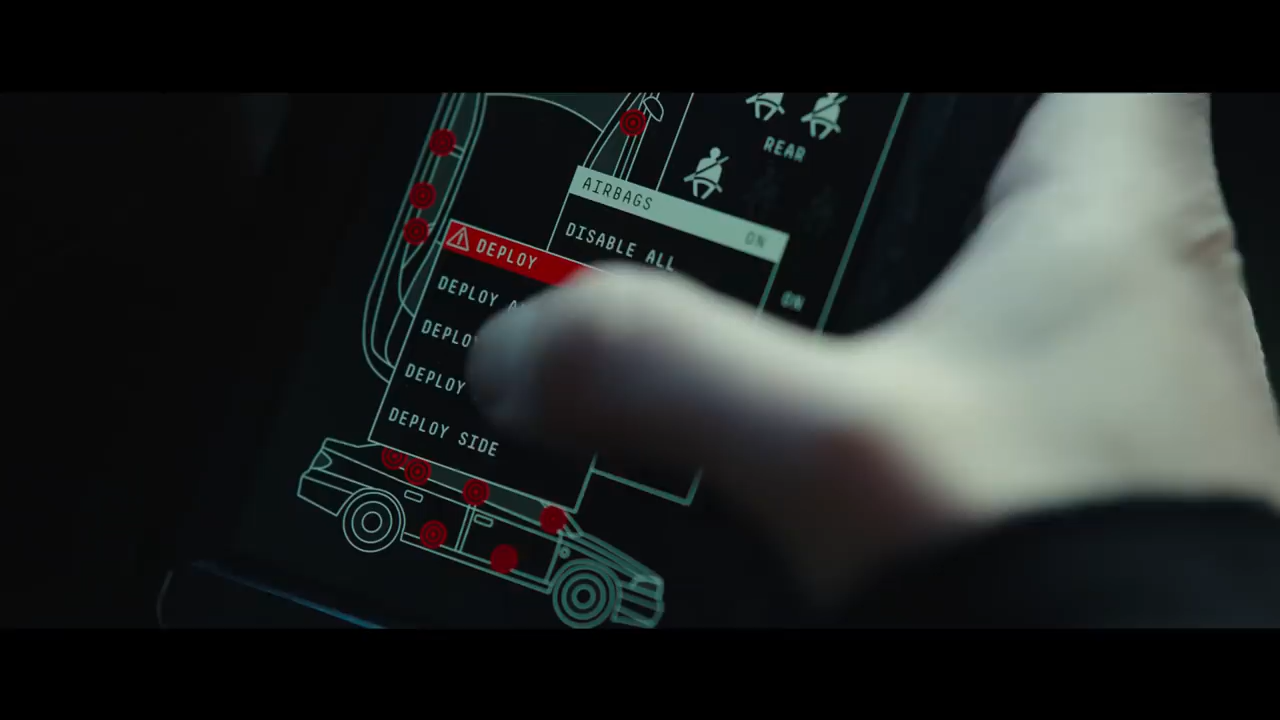 REAR
AIRBAGS ON
DISABLE ALL
ON
DEPLOY
DEPLOY
DEPLOY
DEPLOY
DEPLOY SIDE